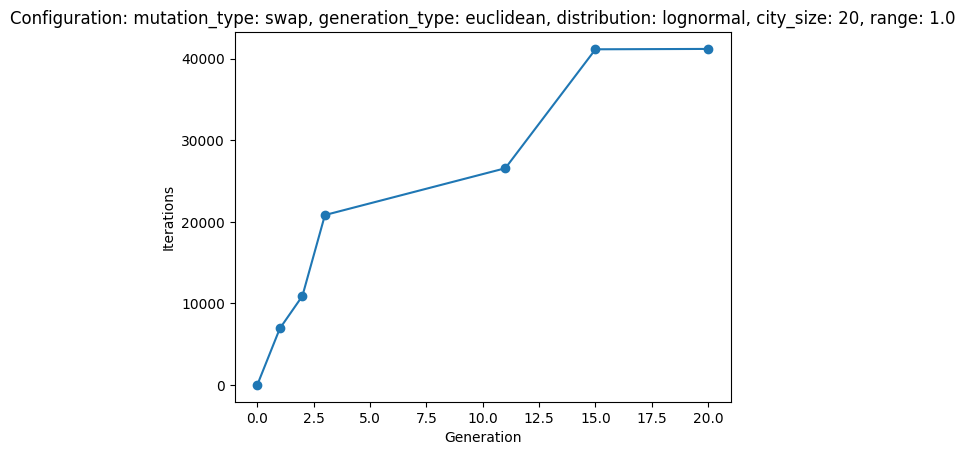 Configuration: mutation_type: swap, generation_type: euclidean, distribution: lognormal, city_size: 20, range: 1.0
40000
30000
20000
10000
0
Iterations
0.0 2.5 5.0 7.5 10.0 12.5 15.0 17.5 20.0
Generation